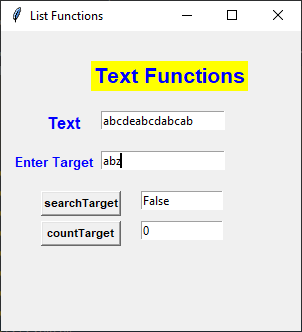 List Functions
Text Functions
Text abcdeabcdabcab
Enter Target abz
searchTarget False
countTarget 0